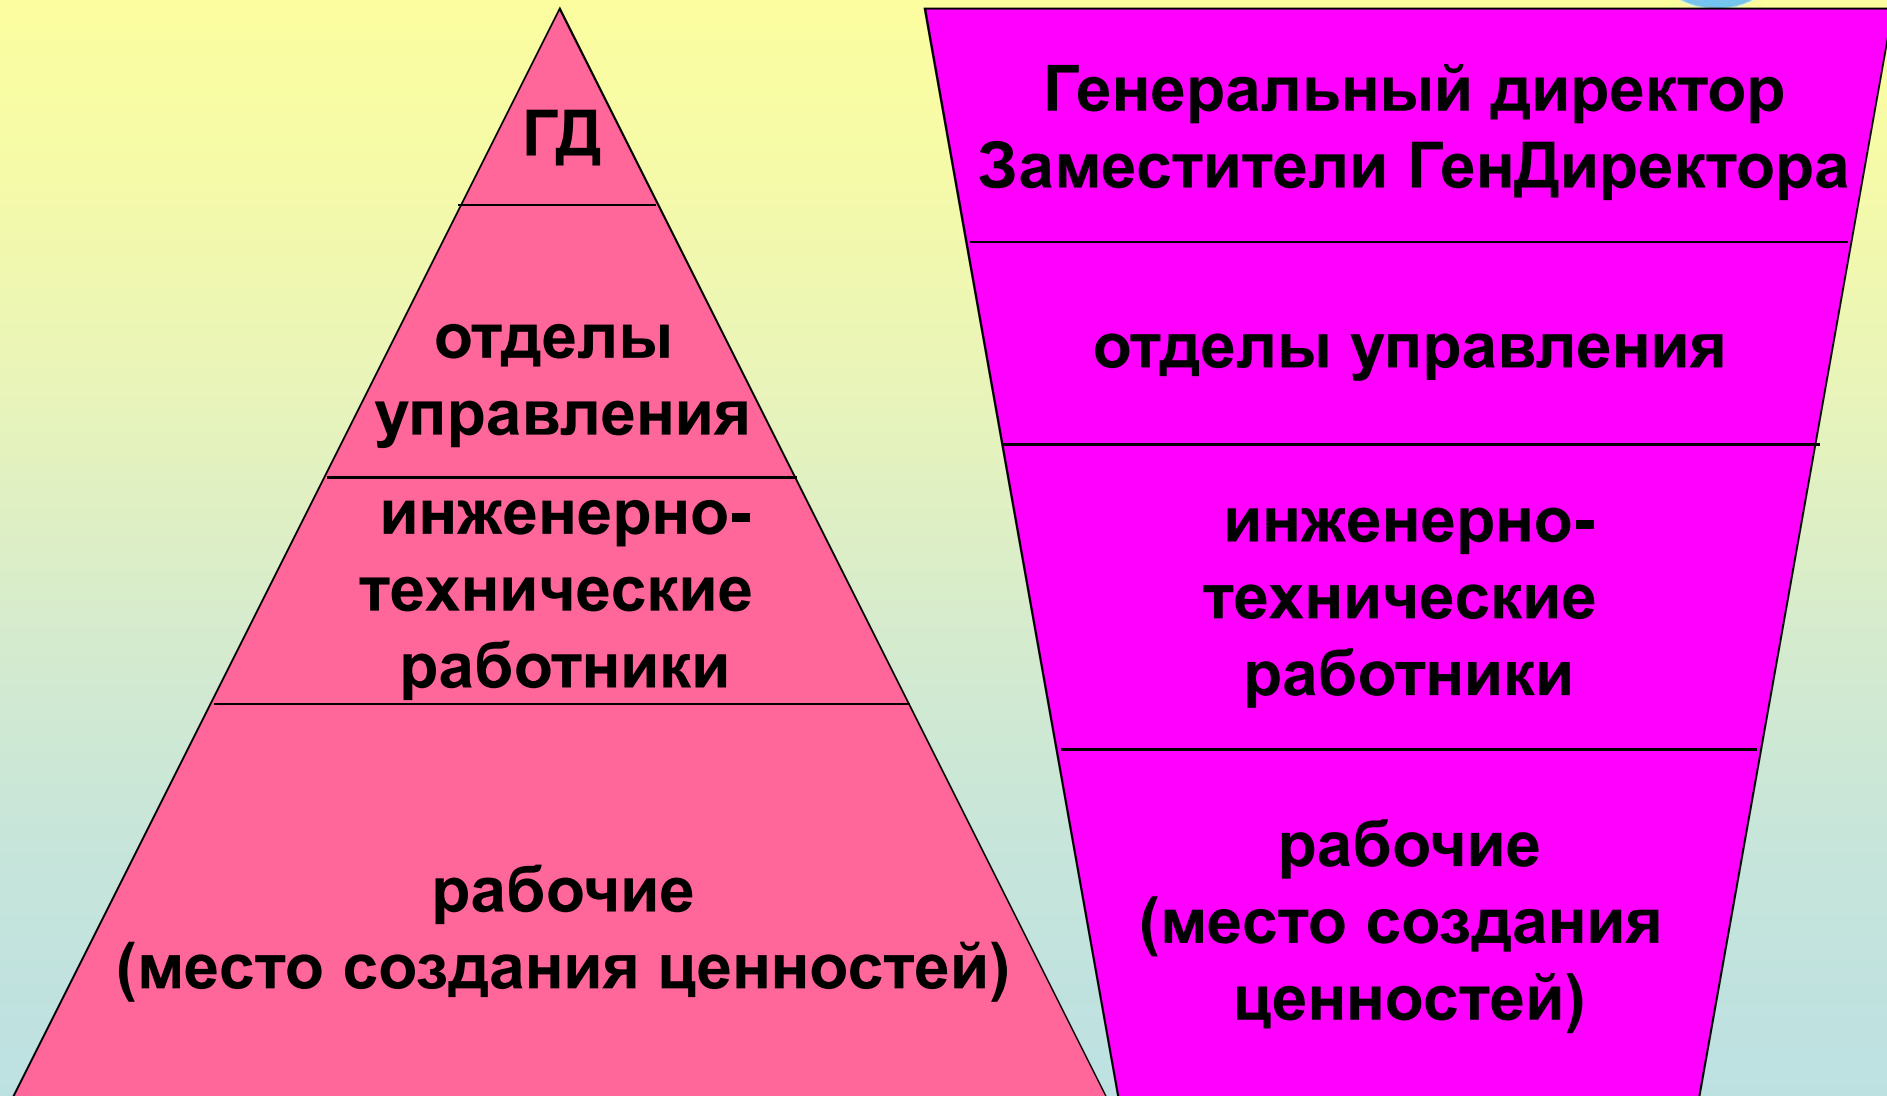 ГД
отделы
управления
инженерно-
технические
работники
рабочие
(место создания ценностей)
Генеральный директор
Заместители ГенДиректора
отделы управления
инженерно-
технические
работники
рабочие
(место создания
ценностей)